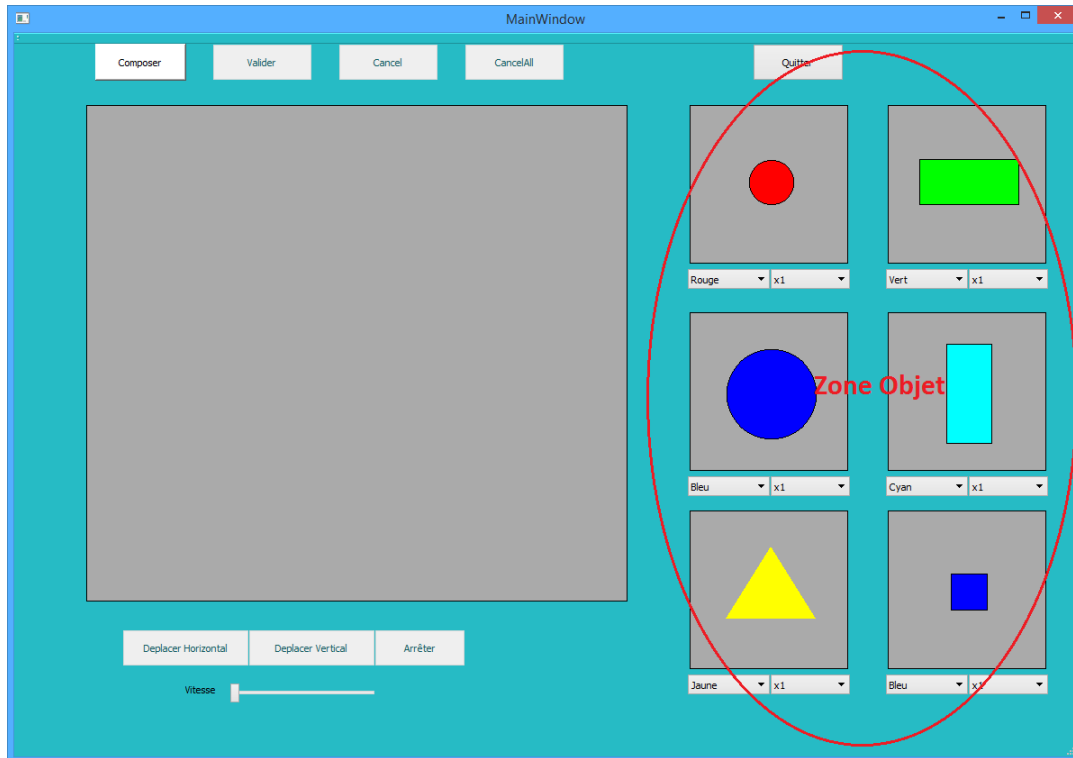 MainWindow
Composer Valider Cancel CancelAll Quitter
Rouge x1 Vert x1
Zone Objet
Bleu x1 Cyan x1
Jaune x1 Bleu x1
Deplacer Horizontal Deplacer Vertical Arrêter
Vitesse